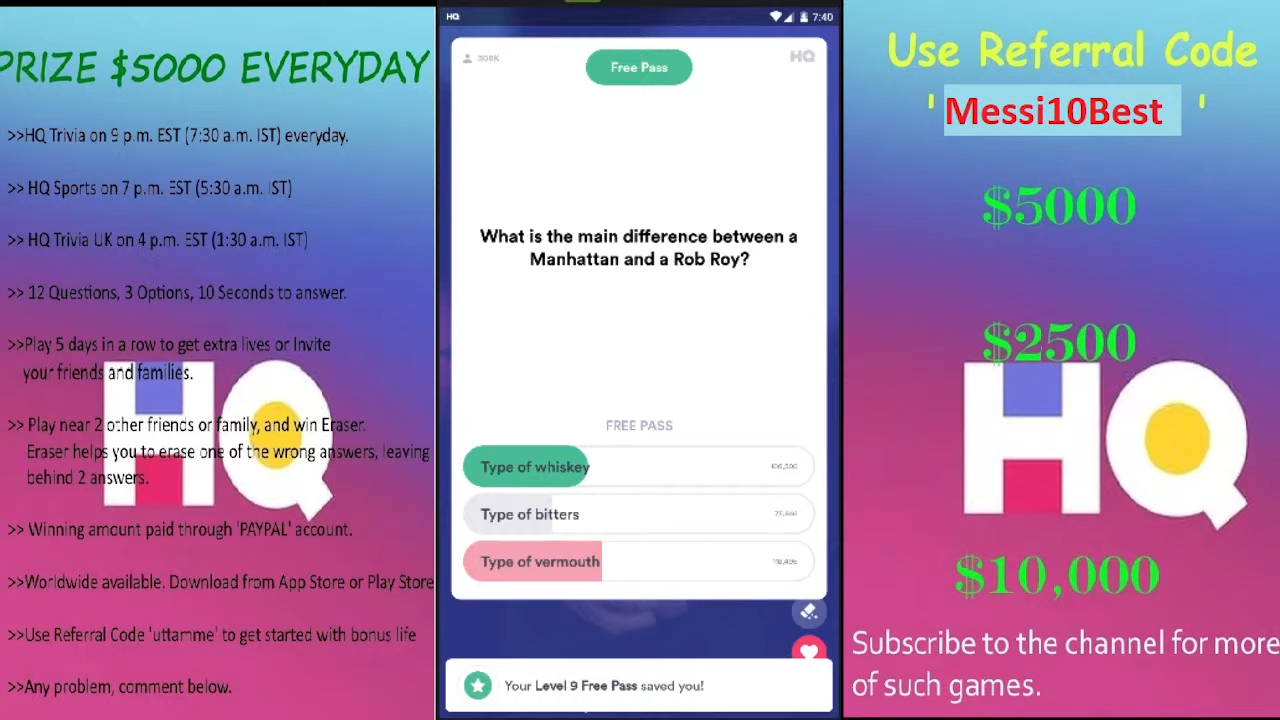 PRIZE $5000 EVERYDAY
>>HQ Trivia on 9 p.m. EST (7:30 a.m. IST) everyday.
>> HQ Sports on 7 p.m. EST (5:30 a.m. IST)
>> HQ Trivia UK on 4 p.m. EST (1:30 a.m. IST)
>> 12 Questions, 3 Options, 10 Seconds to answer.
>>Play 5 days in a row to get extra lives or Invite
your friends and families.
>> Play near 2 other friends or family, and win Eraser.
Eraser helps you to erase one of the wrong answers, leaving
behind 2 answers.
>> Winning amount paid through 'PAYPAL' account.
>>Worldwide available. Download from App Store or Play Store
>>Use Referral Code 'uttamme' to get started with bonus life
>>Any problem, comment below.
HQ
HQ 7:40
308K Free Pass HQ
What is the main difference between a
Manhattan and a Rob Roy?
FREE PASS
Type of whiskey
Type of bitters
Type of vermouth
Your Level 9 Free Pass saved you!
Use Referral Code
' Messi10Best '
$5000
$2500
HQ
$10,000
Subscribe to the channel for more
of such games.